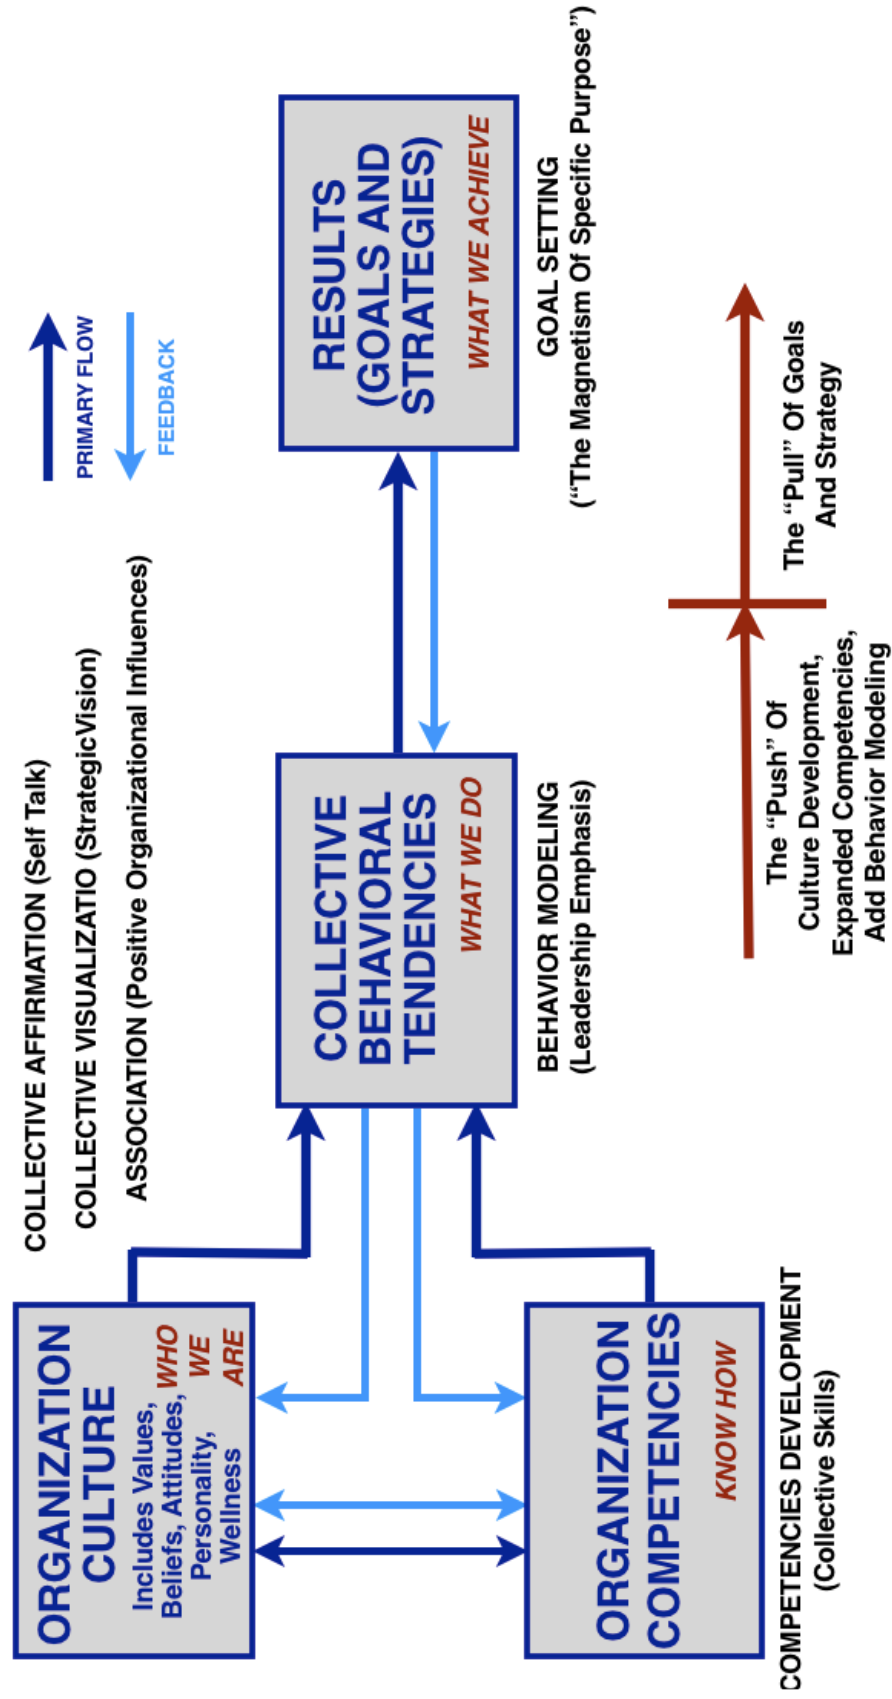 COLLECTIVE AFFIRMATION (Self Talk)
COLLECTIVE VISUALIZATIO (StrategicVision)
ASSOCIATION (Positive Organizational Influences)
PRIMARY FLOW
FEEDBACK
ORGANIZATION
CULTURE
Includes Values,
Beliefs, Attitudes,
Personality,
Wellness
WHO
WE
ARE
COLLECTIVE
BEHAVIORAL
TENDENCIES
WHAT WE DO
BEHAVIOR MODELING
(Leadership Emphasis)
RESULTS
(GOALS AND
STRATEGIES)
WHAT WE ACHIEVE
GOAL SETTING
(“The Magnetism Of Specific Purpose”)
ORGANIZATION
COMPETENCIES
KNOW HOW
COMPETENCIES DEVELOPMENT
(Collective Skills)
The “Push” Of
Culture Development,
Expanded Competencies,
Add Behavior Modeling
The “Pull” Of Goals
And Strategy